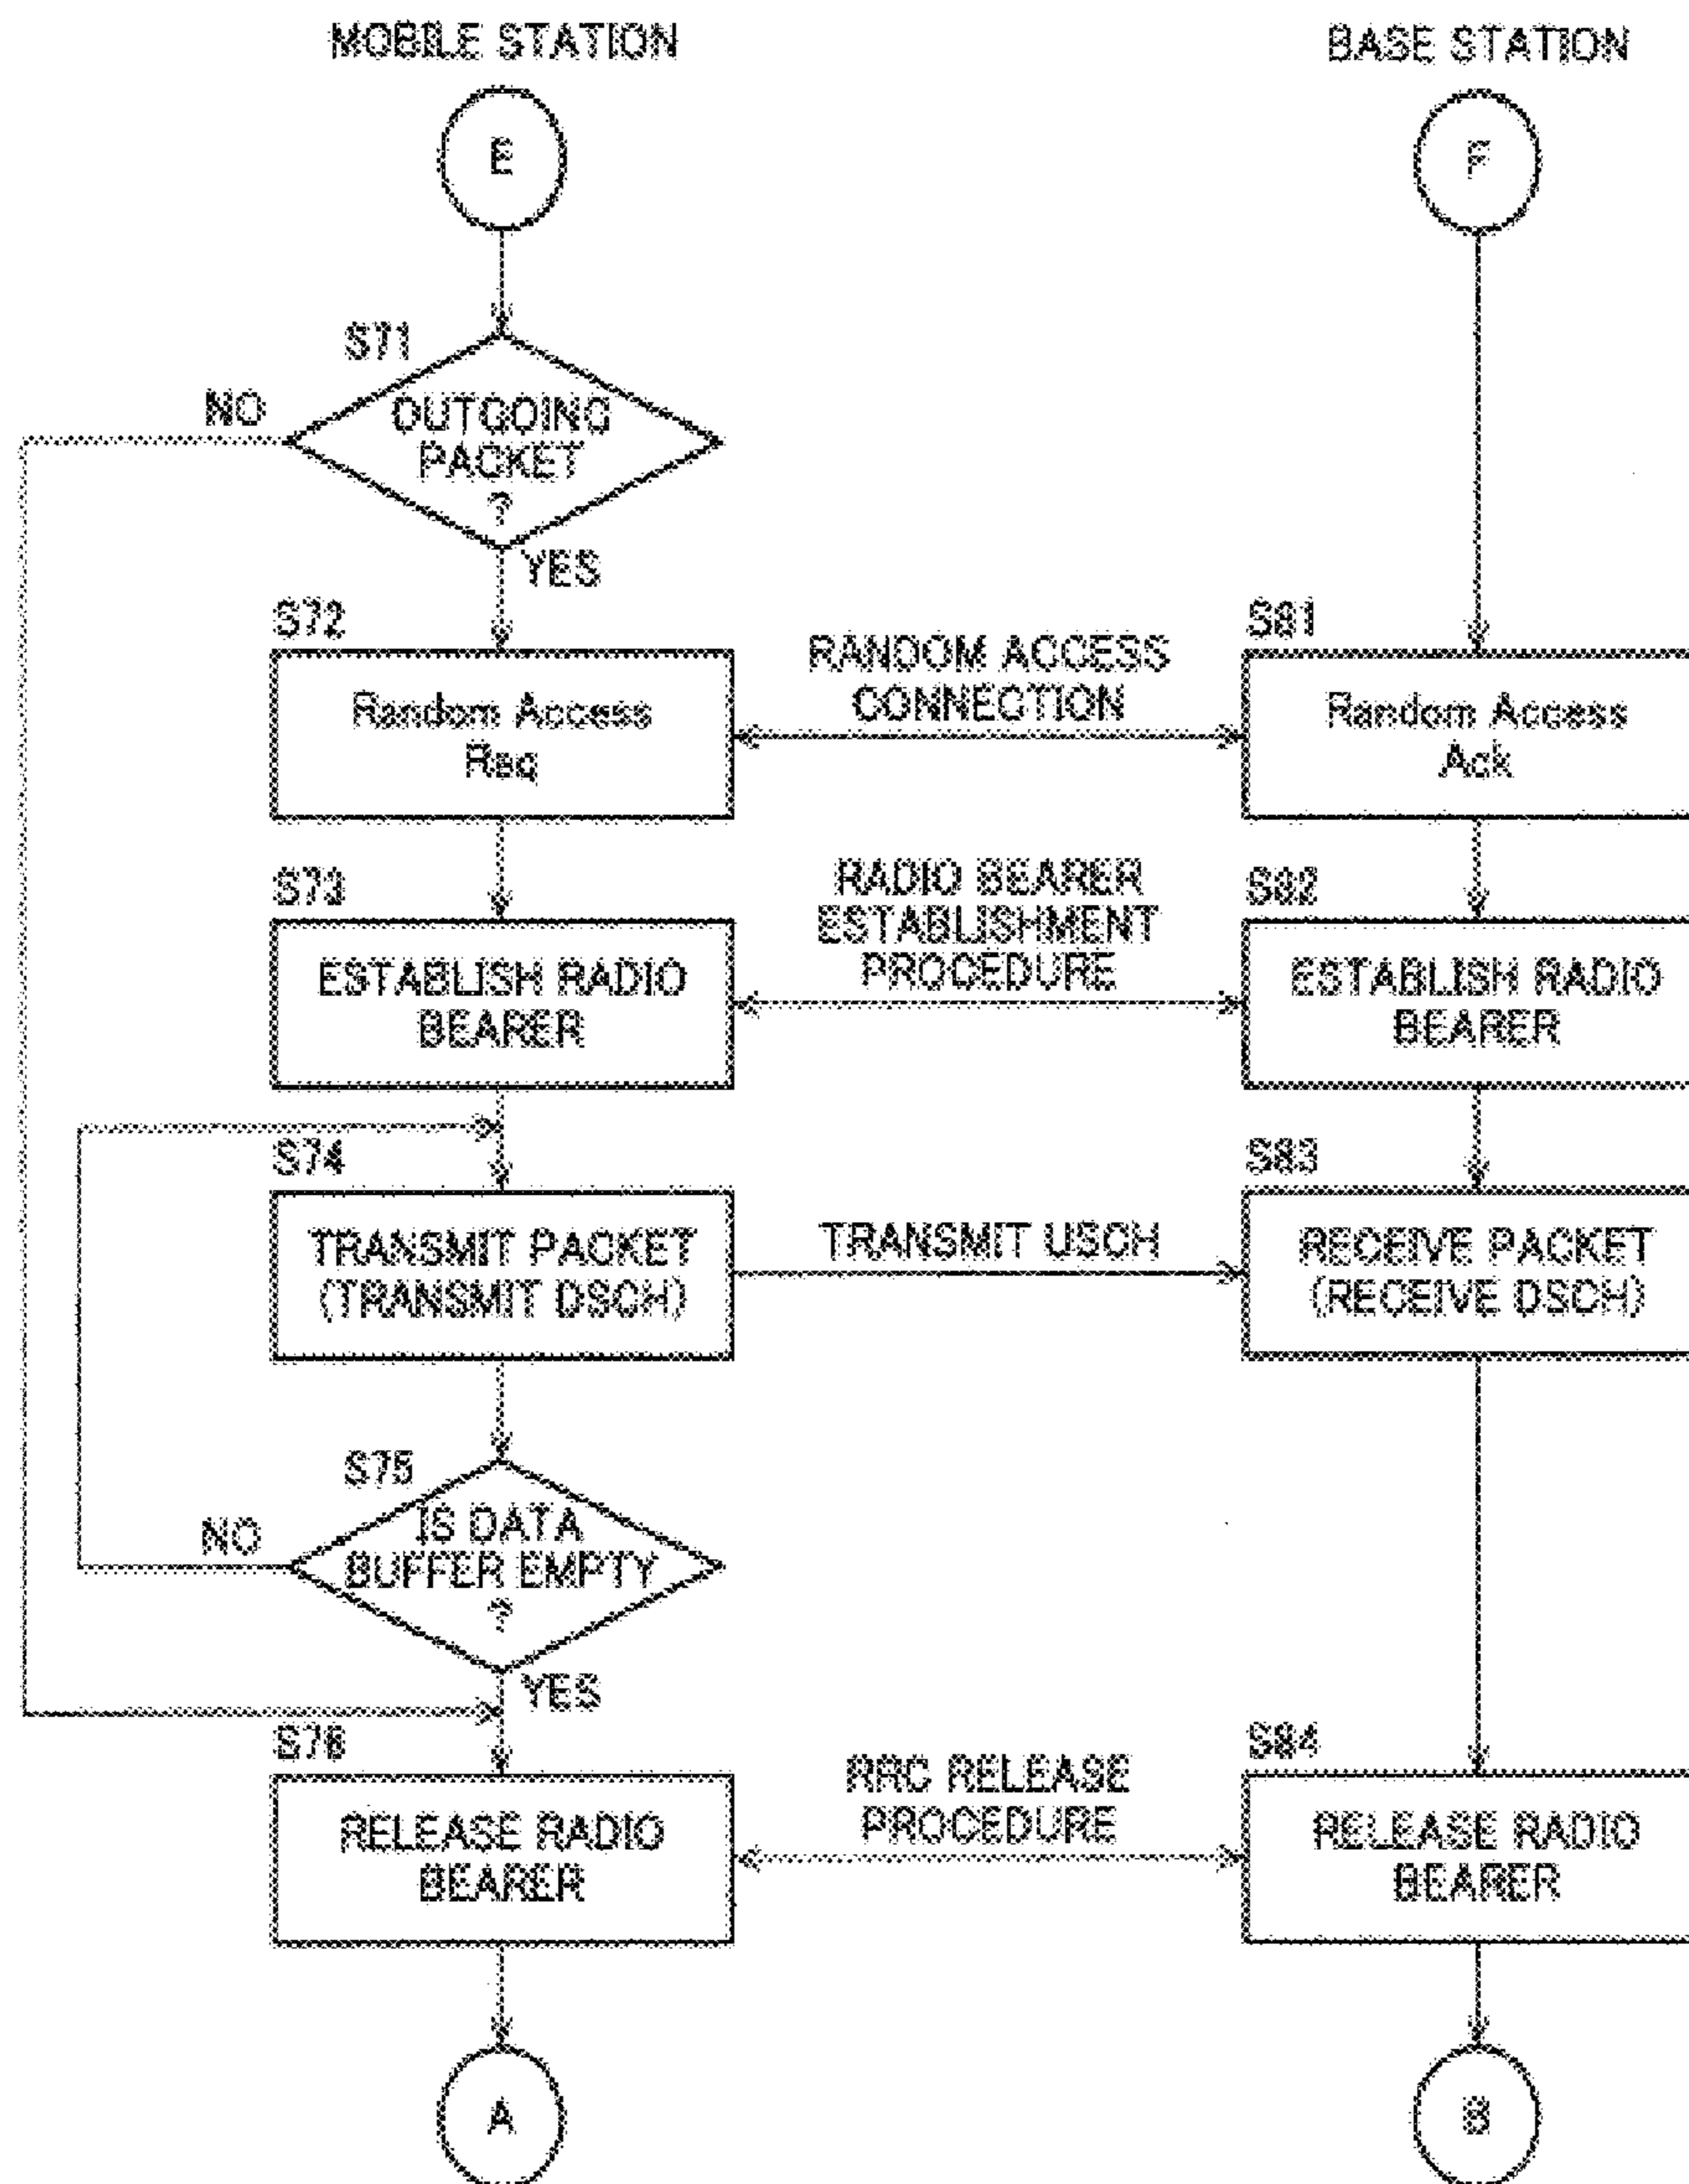 MOBILE STATION
BASE STATION
E
F
S71
NO
OUTGOING
PACKET
?
YES
S72
S81
Random Access
Req
RANDOM ACCESS
CONNECTION
Random Access
Ack
S73
S82
ESTABLISH RADIO
BEARER
RADIO BEARER
ESTABLISHMENT
PROCEDURE
ESTABLISH RADIO
BEARER
S74
S83
TRANSMIT PACKET
(TRANSMIT DSCH)
TRANSMIT USCH
RECEIVE PACKET
(RECEIVE DSCH)
S75
NO
IS DATA
BUFFER EMPTY
?
YES
S76
S84
RELEASE RADIO
BEARER
RRC RELEASE
PROCEDURE
RELEASE RADIO
BEARER
A
B